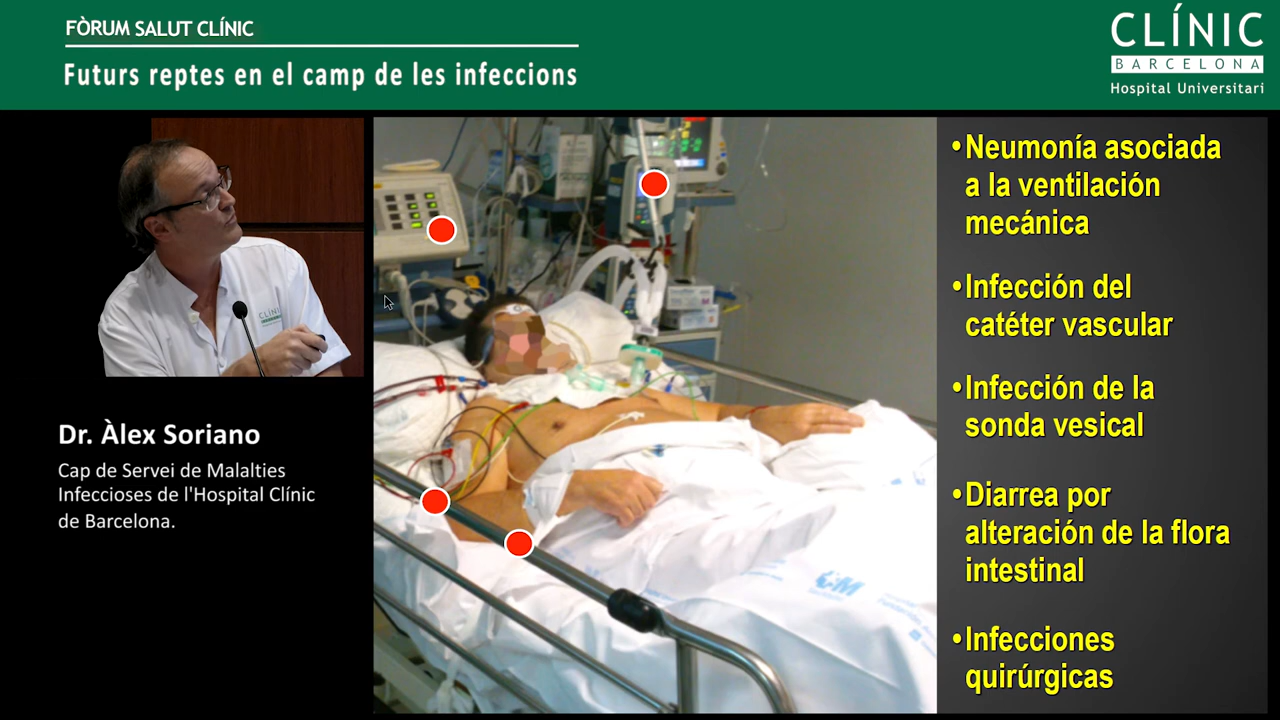 FÒRUM SALUT CLÍNIC
Futurs reptes en el camp de les infeccions
CLÍNIC
BARCELONA
Hospital Universitari
CLÍNIC
Dr. Àlex Soriano
Cap de Servei de Malalties
Infeccioses de l'Hospital Clínic
de Barcelona.
•Neumonía asociada
a la ventilación
mecánica
•Infección del
catéter vascular
•Infección de la
sonda vesical
•Diarrea por
alteración de la flora
intestinal
•Infecciones
quirúrgicas